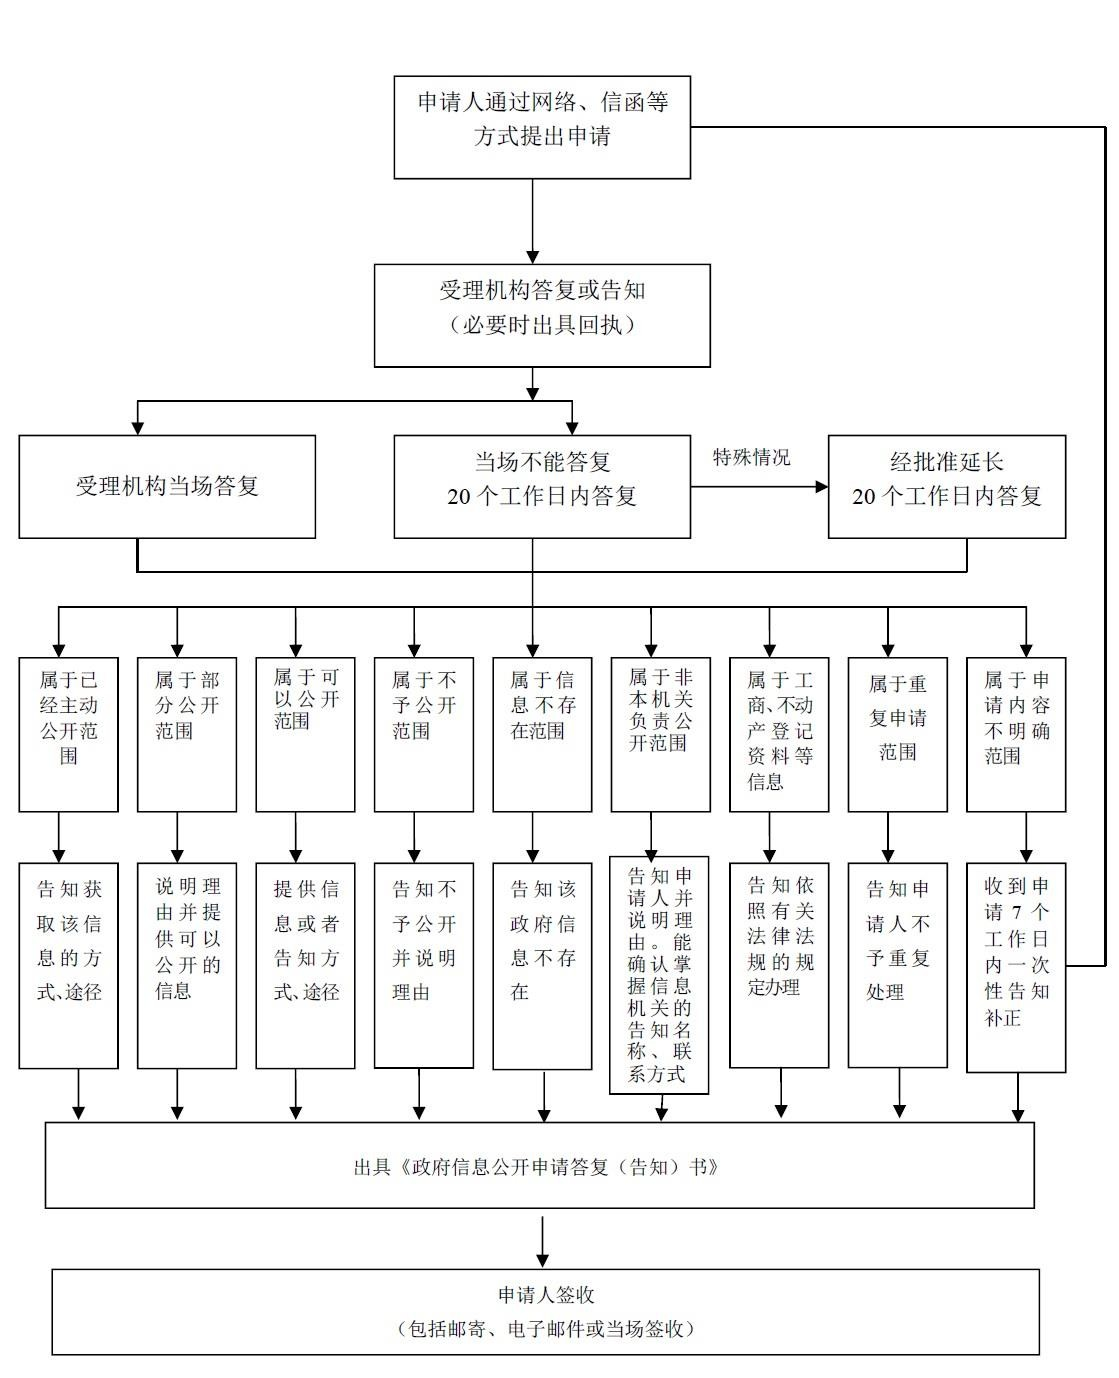 申请人通过网络、信函等
方式提出申请
受理机构答复或告知
（必要时出具回执）
受理机构当场答复
当场不能答复
20 个工作日内答复
特殊情况
经批准延长
20 个工作日内答复
属于已
经主动
公开范
围
属于部
分公开
范围
属于可
以公开
范围
属于不
予公开
范围
属于信
息不存
在范围
属于非
本机关
负责公
开范围
属于工
商、不动
产登记
资料等
信息
属于重
复申请
范围
属于申
请内容
不明确
范围
告知获
取该信
息的方
式、途径
说明理
由并提
供可以
公开的
信息
提供信
息或者
告知方
式、途径
告知不
予公开
并说明
理由
告知该
政府信
息不存
在
告知申
请人并
说明理
由。能
确认掌
握信息
机关的
告知名
称、联
系方式
告知依
照有关
法律法
规的规
定办理
告知申
请人不
予重复
处理
收到申
请 7 个
工作日
内一次
性告知
补正
出具《政府信息公开申请答复（告知）书》
申请人签收
（包括邮寄、电子邮件或当场签收）